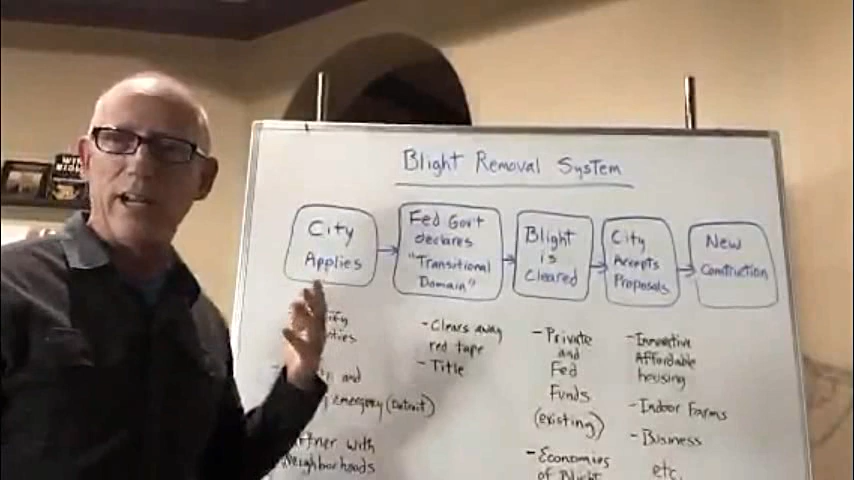 Blight Removal System
City
Applies
Fed Gov't
declares
"Transitional
Domain"
Blight
is
Cleared
City
Accepts
Proposals
New
Construction
and
Emergency (Detroit)
Partner with
Neighborhoods
- Clears away
red tape
- Title
- Private
and
Fed
Funds
(existing)
- Economies
of Blight
- Innovative
Affordable
housing
- Indoor Farms
- Business
etc.